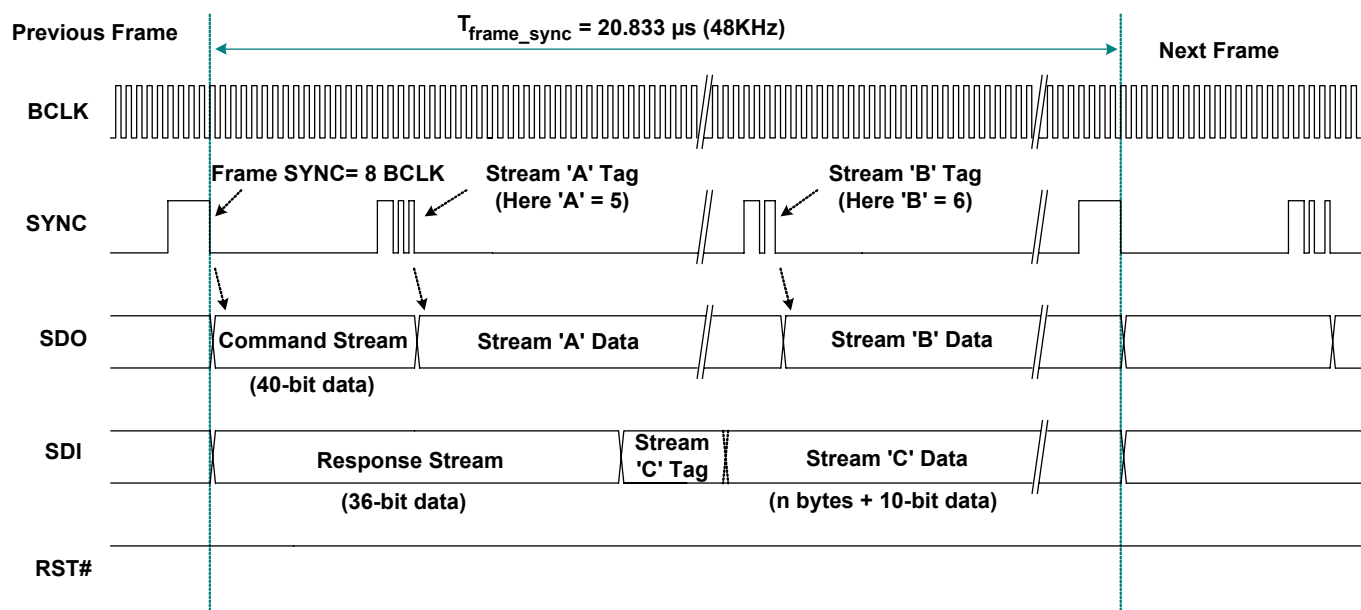 T_frame_sync = 20.833 µs (48KHz)
Previous Frame
Next Frame
BCLK
Frame SYNC= 8 BCLK
Stream 'A' Tag
(Here 'A' = 5)
Stream 'B' Tag
(Here 'B' = 6)
SYNC
SDO
Command Stream
Stream 'A' Data
Stream 'B' Data
(40-bit data)
SDI
Response Stream
Stream
'C' Tag
Stream 'C' Data
(36-bit data)
(n bytes + 10-bit data)
RST#